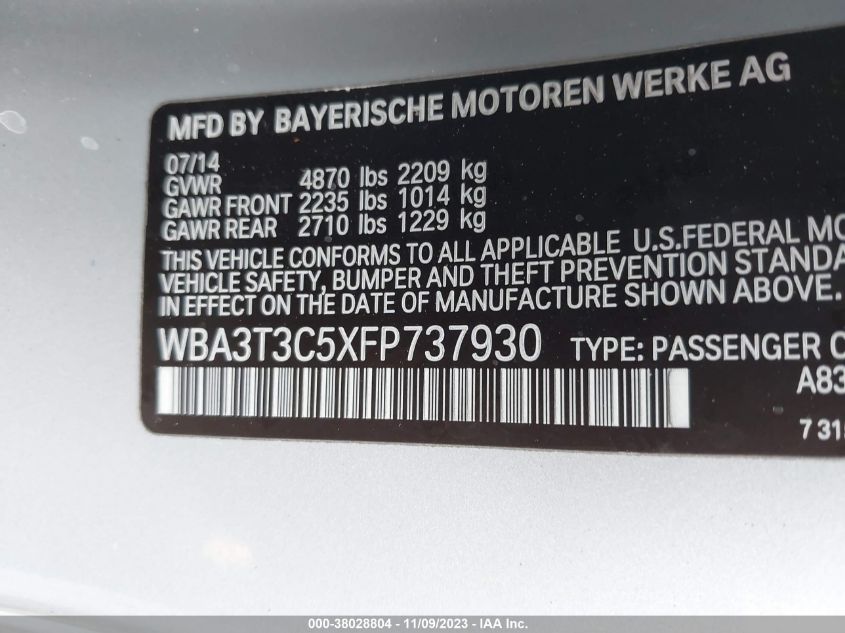 MFD BY BAYERISCHE MOTOREN WERKE AG
07/14
GVWR 4870 lbs 2209 kg
GAWR FRONT 2235 lbs 1014 kg
GAWR REAR 2710 lbs 1229 kg
THIS VEHICLE CONFORMS TO ALL APPLICABLE U.S.FEDERAL MO
VEHICLE SAFETY, BUMPER AND THEFT PREVENTION STANDA
IN EFFECT ON THE DATE OF MANUFACTURE SHOWN ABOVE.
WBA3T3C5XFP737930 TYPE: PASSENGER C
A83
7 315
000-38028804 - 11/09/2023 - IAA Inc.